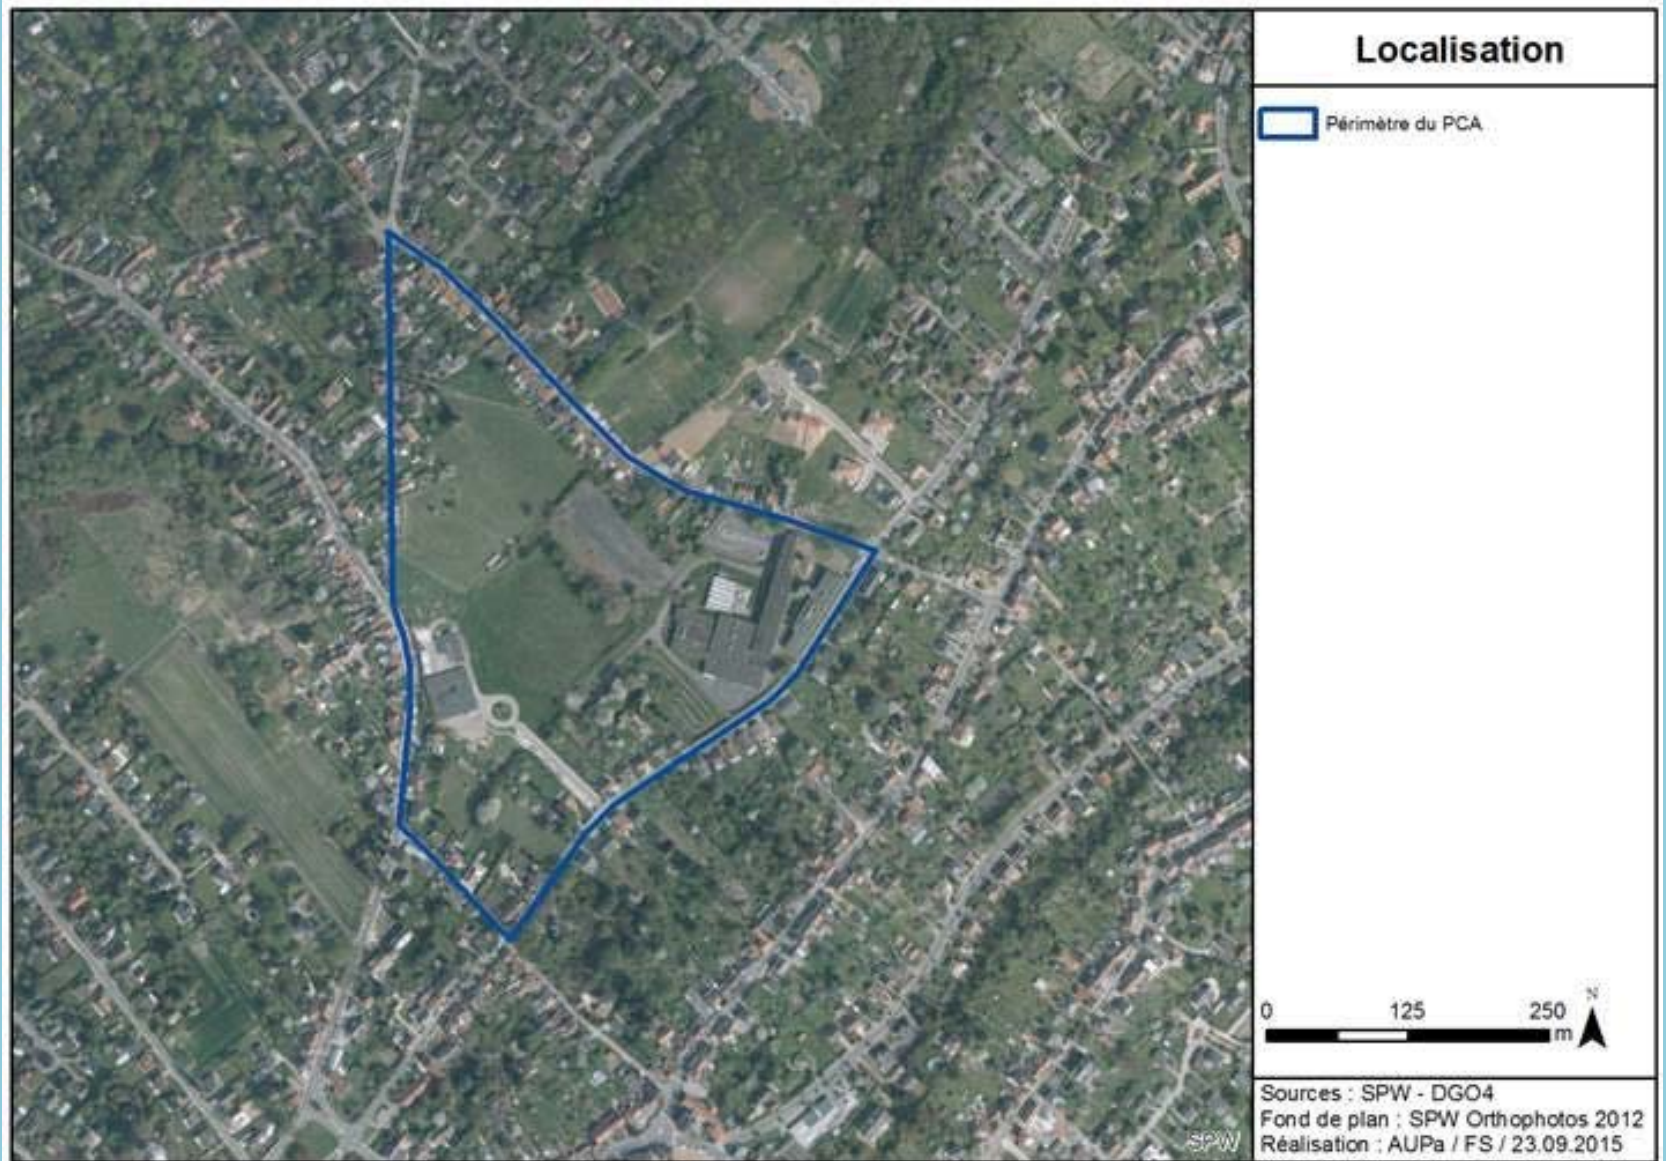 Localisation
Périmètre du PCA
0 125 250
m
N
Sources : SPW - DGO4
Fond de plan : SPW Orthophotos 2012
Réalisation : AUPa / FS / 23.09.2015
SPW